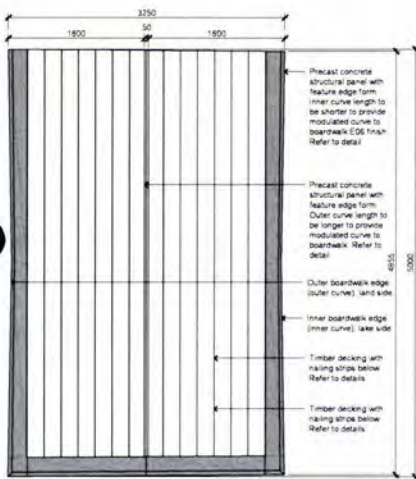 3250
1600
50
1600
Precast concrete
structural panel with
feature edge form
Inner curve length to
be shorter to provide
modulated curve to
boardwalk E06 finish
Refer to detail
Precast concrete
structural panel with
feature edge form
Outer curve length to
be longer to provide
modulated curve to
boardwalk. Refer to
detail
Outer boardwalk edge
(outer curve), land side
Inner boardwalk edge
(inner curve), lake side
Timber decking with
nailing strips below
Refer to details
Timber decking with
nailing strips below
Refer to details
4855
5000